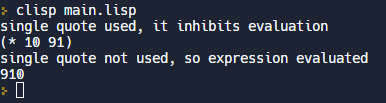 > clisp main.lisp
single quote used, it inhibits evaluation
(* 10 91)
single quote not used, so expression evaluated
910
>